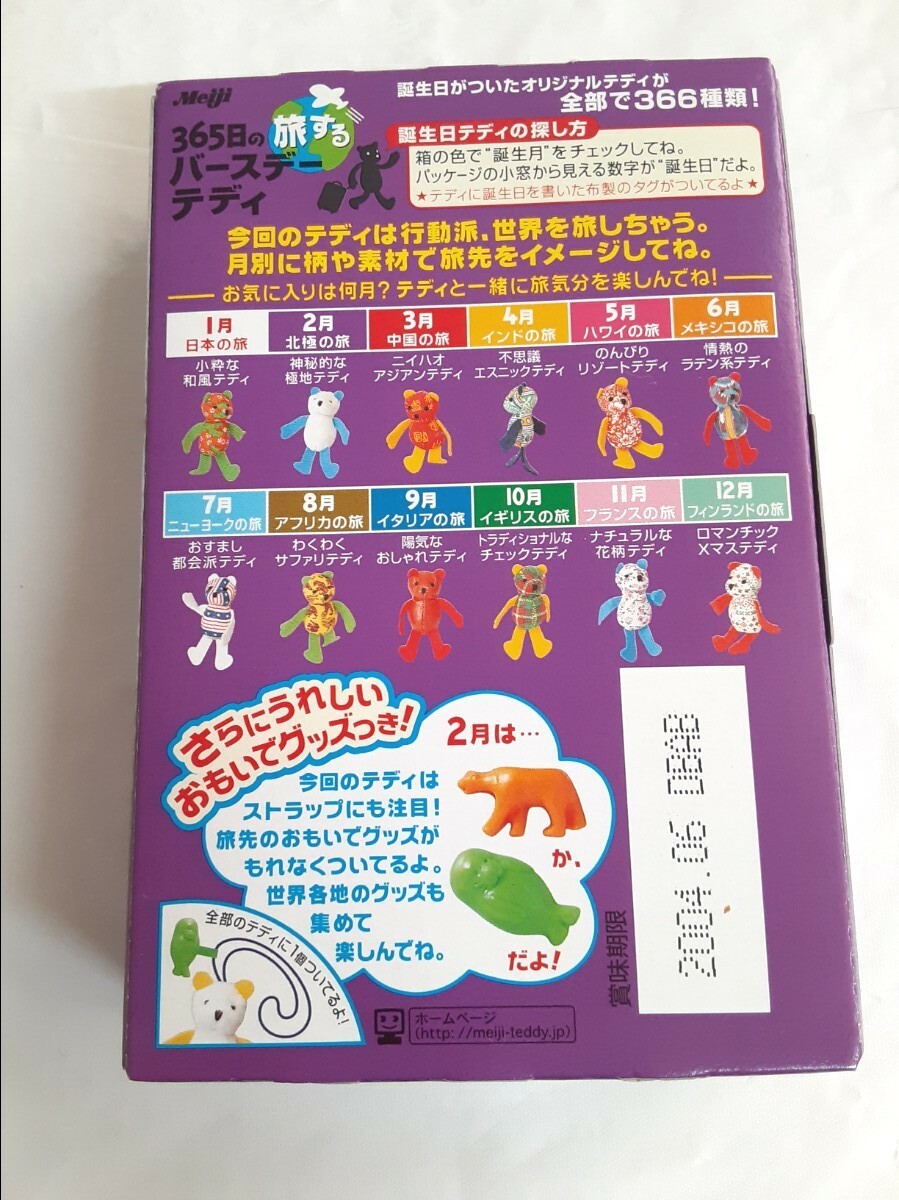 Meiji
365日の
旅する
バースデー
テディ
誕生日がついたオリジナルテディが
全部で366種類！
誕生日テディの探し方
箱の色で“誕生月”をチェックしてね。
パッケージの小窓から見える数字が“誕生日”だよ。
★テディに誕生日を書いた布製のタグがついてるよ★
今回のテディは行動派。世界を旅しちゃう。
月別に柄や素材で旅先をイメージしてね。
お気に入りは何月？テディと一緒に旅気分を楽しんでね！
1月
日本の旅
小粋な
和風テディ
2月
北極の旅
神秘的な
極地テディ
3月
中国の旅
ニイハオ
アジアンテディ
4月
インドの旅
不思議
エスニックテディ
5月
ハワイの旅
のんびり
リゾートテディ
6月
メキシコの旅
情熱の
ラテン系テディ
7月
ニューヨークの旅
おすまし
都会派テディ
8月
アフリカの旅
わくわく
サファリテディ
9月
イタリアの旅
陽気な
おしゃれテディ
10月
イギリスの旅
トラディショナルな
チェックテディ
11月
フランスの旅
ナチュラルな
花柄テディ
12月
フィンランドの旅
ロマンチック
Xマステディ
さらにうれしい
おもいでグッズつき！
今回のテディは
ストラップにも注目！
旅先のおもいでグッズが
もれなくついてるよ。
世界各地のグッズも
集めて
楽しんでね。
2月は…
か、
だよ！
全部のテディに1個ついてるよ！
ホームページ
(http://meiji-teddy.jp)
賞味期限
2004.06 DBAB